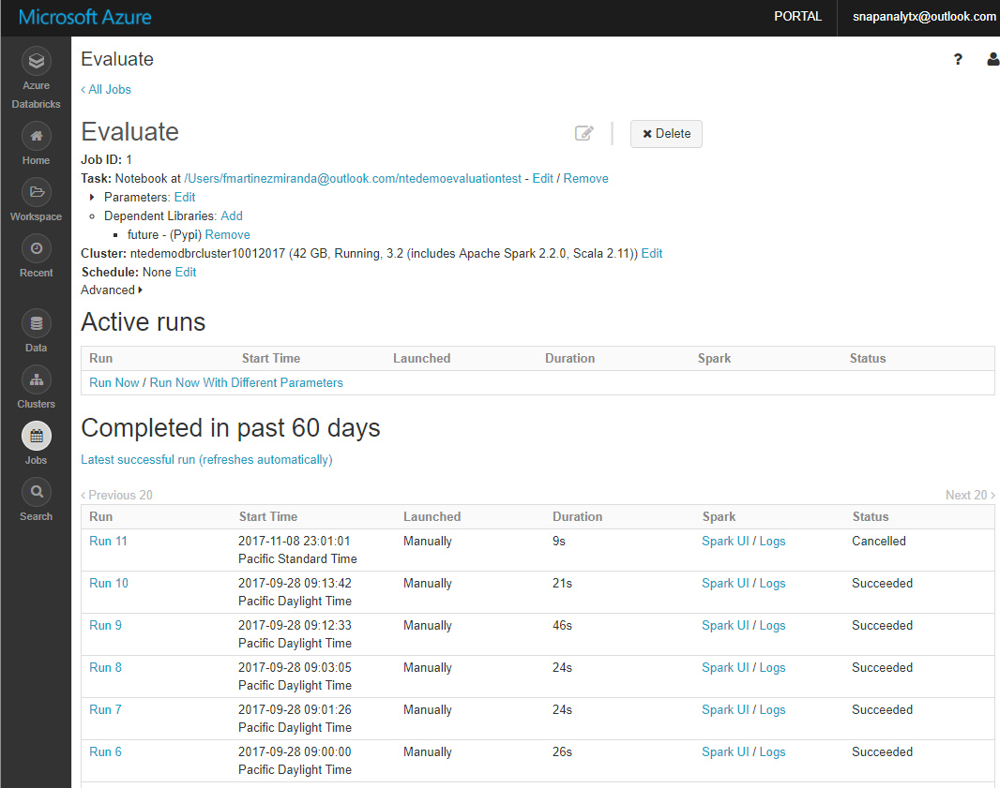 Microsoft Azure
PORTAL
snapanalytx@outlook.com
Azure
Databricks
Home
Workspace
Recent
Data
Clusters
Jobs
Search
Evaluate
?
‹ All Jobs
Evaluate
Delete
Job ID: 1
Task: Notebook at /Users/fmartinezmiranda@outlook.com/ntedemoevaluationtest - Edit / Remove
Parameters: Edit
Dependent Libraries: Add
future - (Pypi) Remove
Cluster: ntedemodbrcluster10012017 (42 GB, Running, 3.2 (includes Apache Spark 2.2.0, Scala 2.11)) Edit
Schedule: None Edit
Advanced
Active runs
Run Start Time Launched Duration Spark Status
Run Now / Run Now With Different Parameters
Completed in past 60 days
Latest successful run (refreshes automatically)
‹ Previous 20 Next 20 ›
Run Start Time Launched Duration Spark Status
Run 11 2017-11-08 23:01:01 Manually 9s Spark UI / Logs Cancelled
Pacific Standard Time
Run 10 2017-09-28 09:13:42 Manually 21s Spark UI / Logs Succeeded
Pacific Daylight Time
Run 9 2017-09-28 09:12:33 Manually 46s Spark UI / Logs Succeeded
Pacific Daylight Time
Run 8 2017-09-28 09:03:05 Manually 24s Spark UI / Logs Succeeded
Pacific Daylight Time
Run 7 2017-09-28 09:01:26 Manually 24s Spark UI / Logs Succeeded
Pacific Daylight Time
Run 6 2017-09-28 09:00:00 Manually 26s Spark UI / Logs Succeeded
Pacific Daylight Time